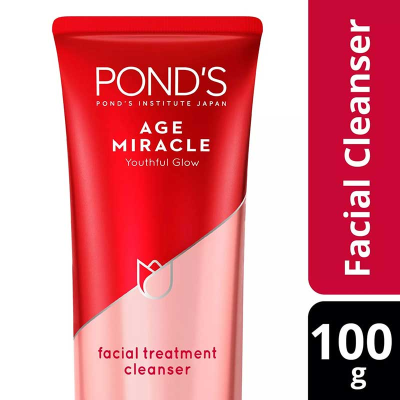 POND'S
POND'S INSTITUTE JAPAN
AGE
MIRACLE
Youthful Glow
facial treatment
cleanser
Facial Cleanser
100
g